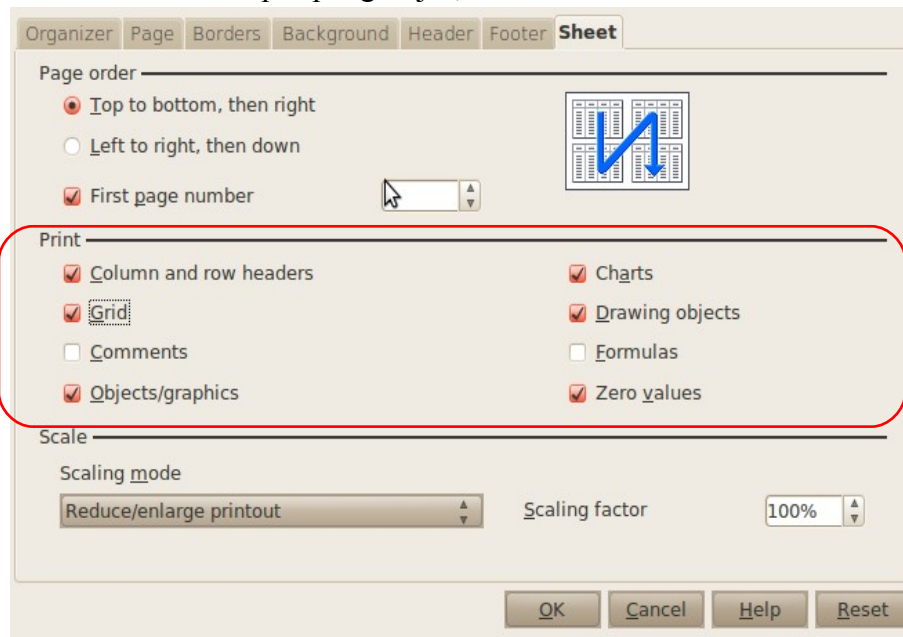 Organizer Page Borders Background Header Footer Sheet
Page order
Top to bottom, then right
Left to right, then down
First page number
Print
Column and row headers
Charts
Grid
Drawing objects
Comments
Formulas
Objects/graphics
Zero values
Scale
Scaling mode
Reduce/enlarge printout
Scaling factor 100%
OK Cancel Help Reset